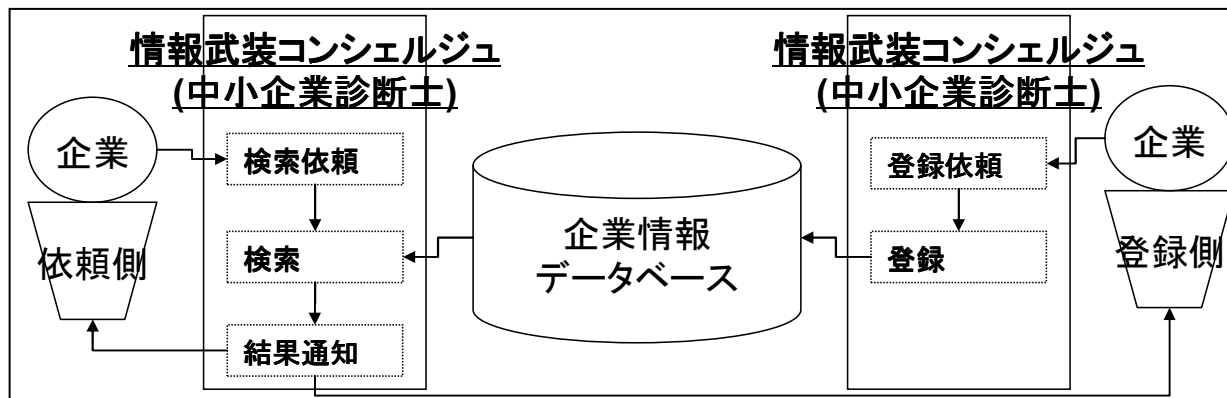 情報武装コンシェルジュ
(中小企業診断士)
企業
依頼側
検索依頼
検索
結果通知
企業情報
データベース
情報武装コンシェルジュ
(中小企業診断士)
登録依頼
登録
企業
登録側